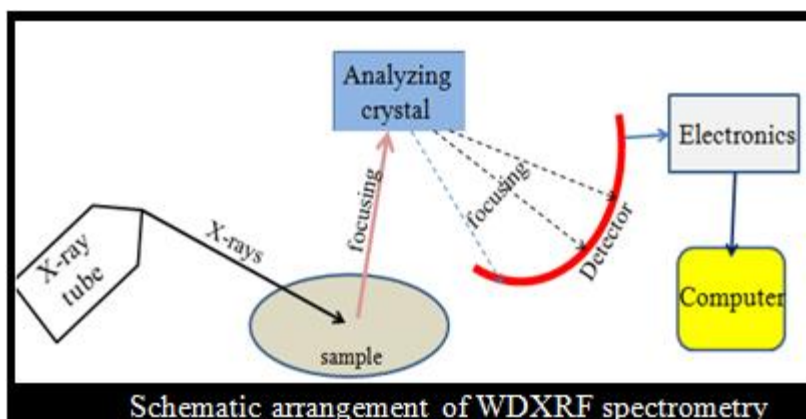 X-ray
tube
X-rays
sample
focusing
Analyzing
crystal
focusing
Detector
Electronics
Computer
Schematic arrangement of WDXRF spectrometry